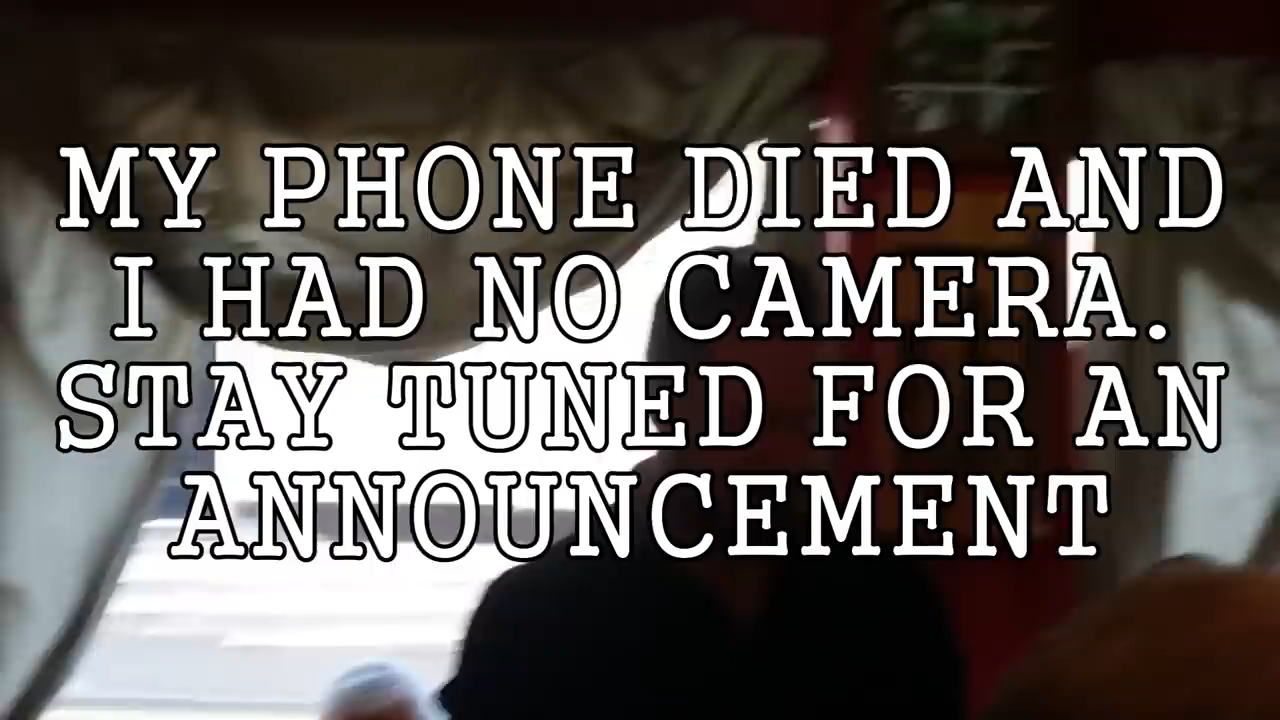 MY PHONE DIED AND
I HAD NO CAMERA.
STAY TUNED FOR AN
ANNOUNCEMENT